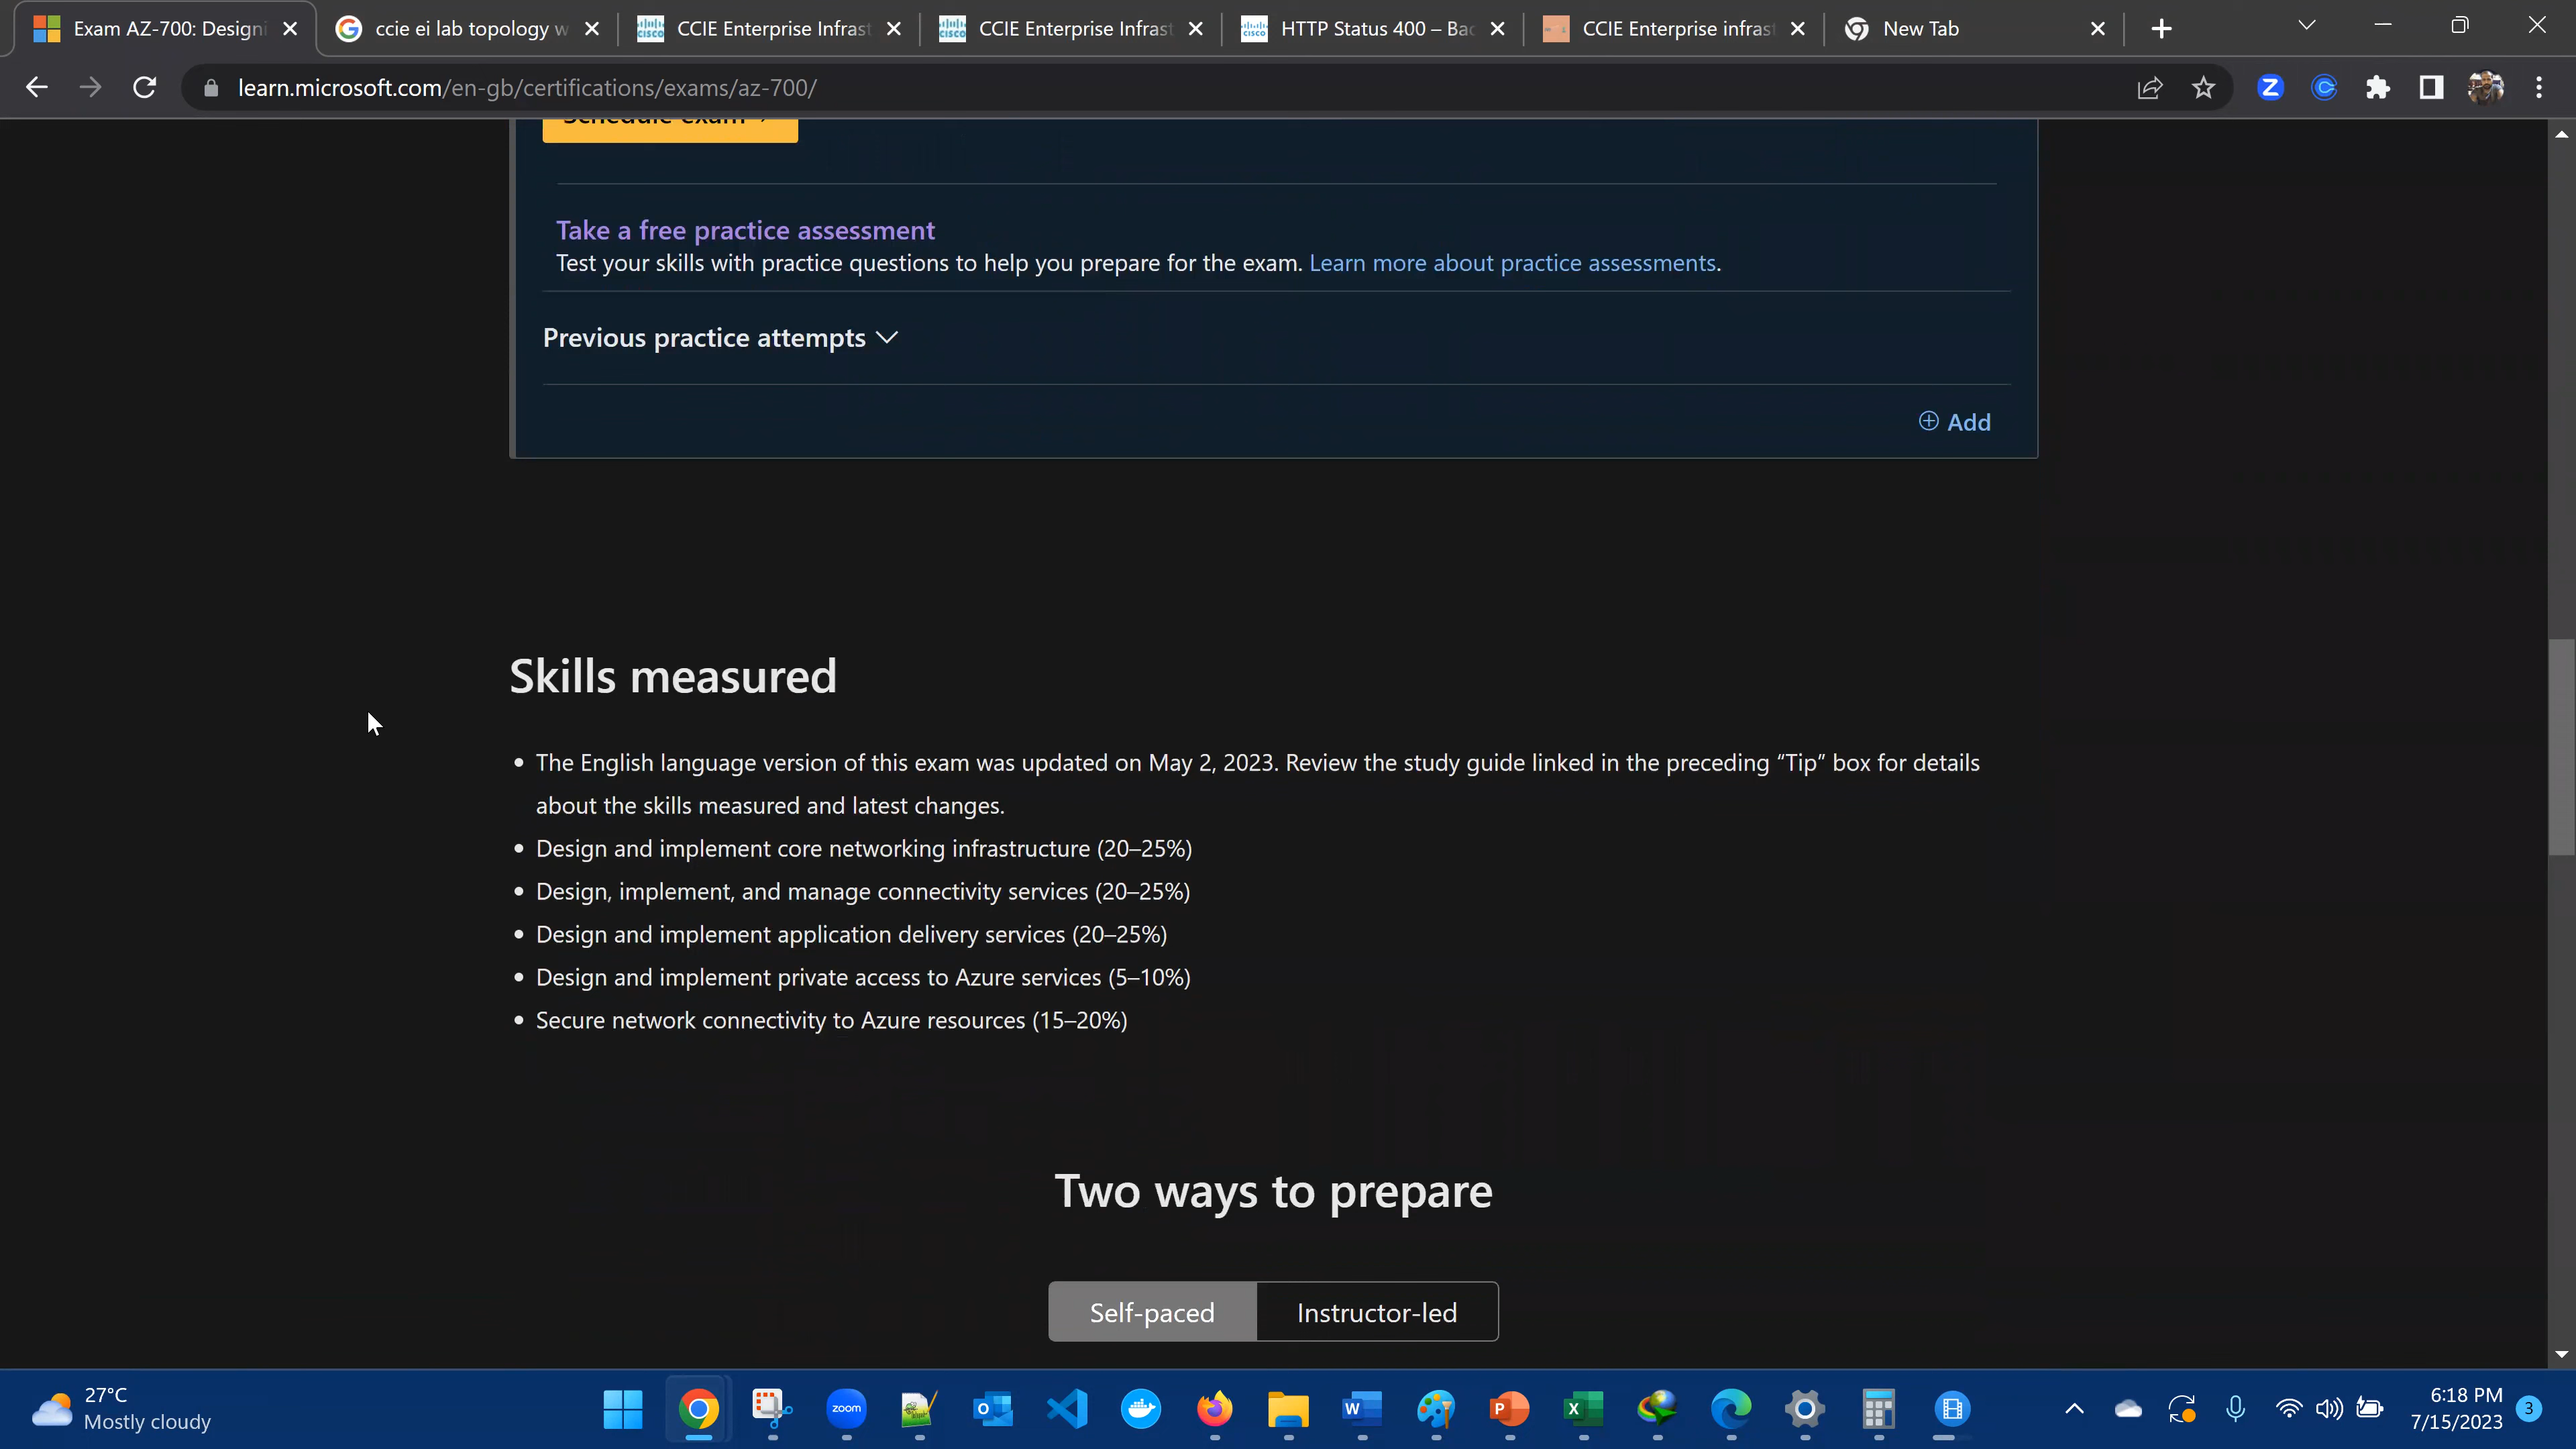 Exam AZ-700: Designi
ccie ei lab topology w
CCIE Enterprise Infrast
CCIE Enterprise Infrast
HTTP Status 400 – Bad
CCIE Enterprise infrast
New Tab
learn.microsoft.com/en-gb/certifications/exams/az-700/
Schedule exam
Take a free practice assessment
Test your skills with practice questions to help you prepare for the exam. Learn more about practice assessments.
Previous practice attempts
Add
Skills measured
• The English language version of this exam was updated on May 2, 2023. Review the study guide linked in the preceding “Tip” box for details
about the skills measured and latest changes.
• Design and implement core networking infrastructure (20–25%)
• Design, implement, and manage connectivity services (20–25%)
• Design and implement application delivery services (20–25%)
• Design and implement private access to Azure services (5–10%)
• Secure network connectivity to Azure resources (15–20%)
Two ways to prepare
Self-paced
Instructor-led
27°C
Mostly cloudy
zoom
6:18 PM
7/15/2023
3